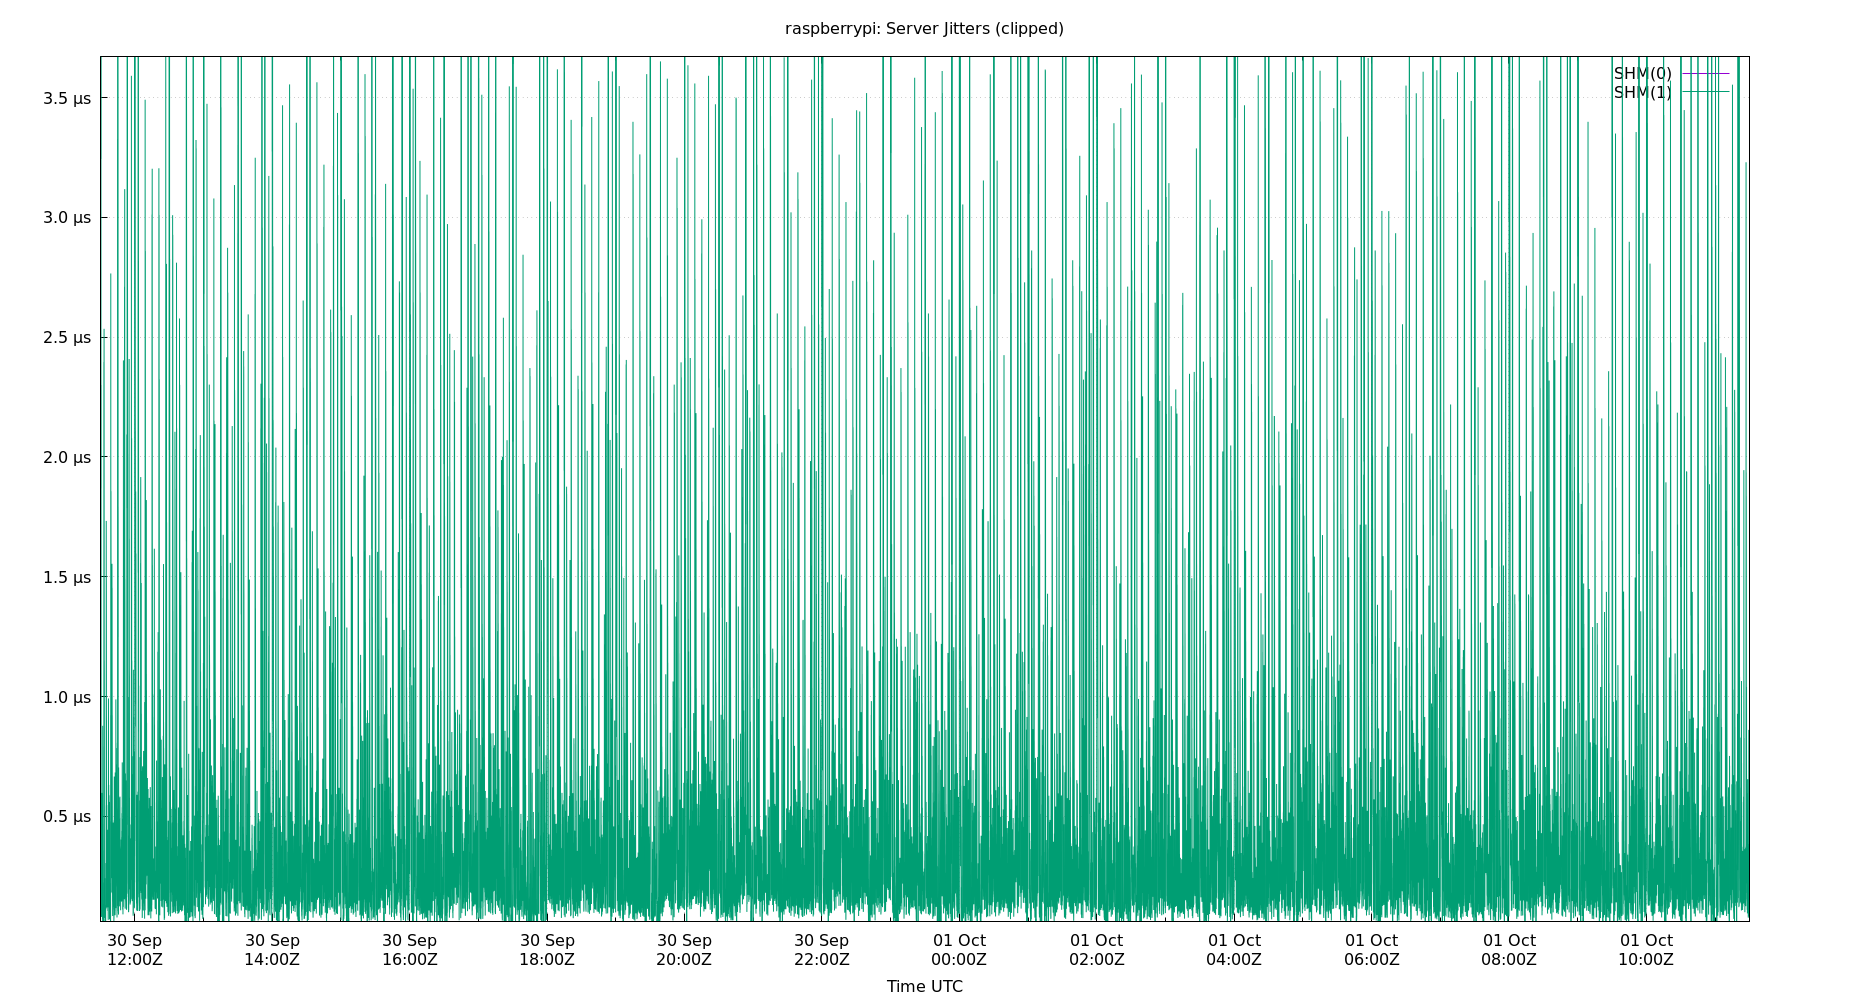 raspberrypi: Server Jitters (clipped)
SHM(0)
SHM(1)
3.5 µs
3.0 µs
2.5 µs
2.0 µs
1.5 µs
1.0 µs
0.5 µs
30 Sep 30 Sep 30 Sep 30 Sep 30 Sep 30 Sep 01 Oct 01 Oct 01 Oct 01 Oct 01 Oct 01 Oct
12:00Z 14:00Z 16:00Z 18:00Z 20:00Z 22:00Z 00:00Z 02:00Z 04:00Z 06:00Z 08:00Z 10:00Z
Time UTC